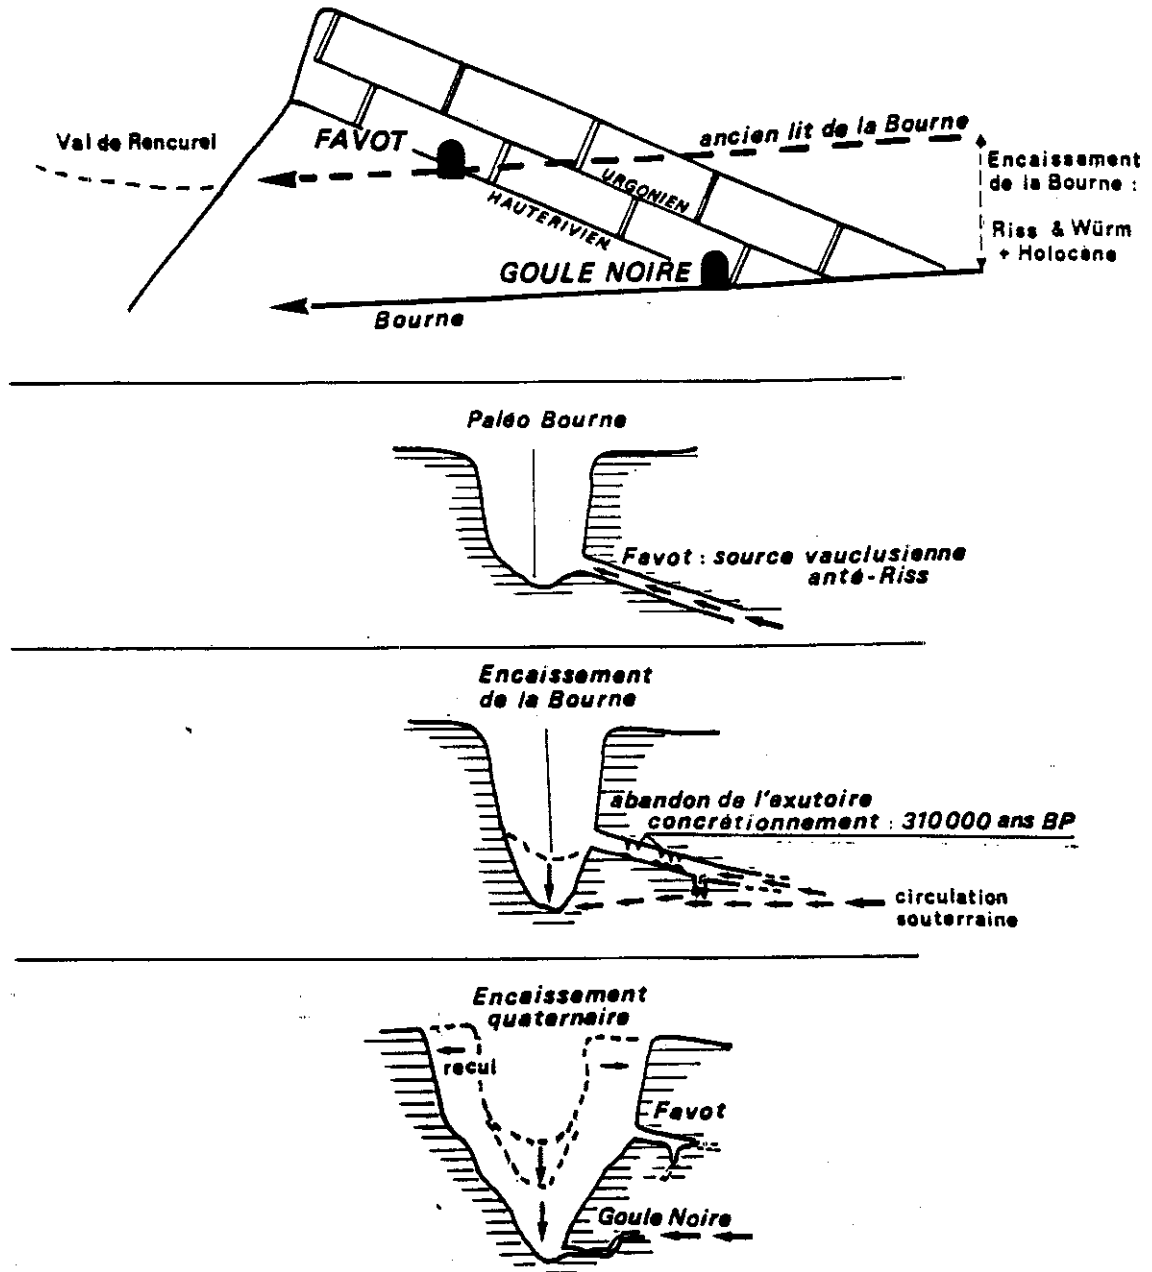 Val de Rencurel
FAVOT
ancien lit de la Bourne
Encaissement
de la Bourne :
Riss & Würm
+ Holocène
URGONIEN
HAUTERIVIEN
GOULE NOIRE
Bourne
Paléo Bourne
Favot : source vauclusienne
anté-Riss
Encaissement
de la Bourne
abandon de l'exutoire
concrétionnement : 310000 ans BP
circulation
souterraine
Encaissement
quaternaire
recul
Favot
Goule Noire